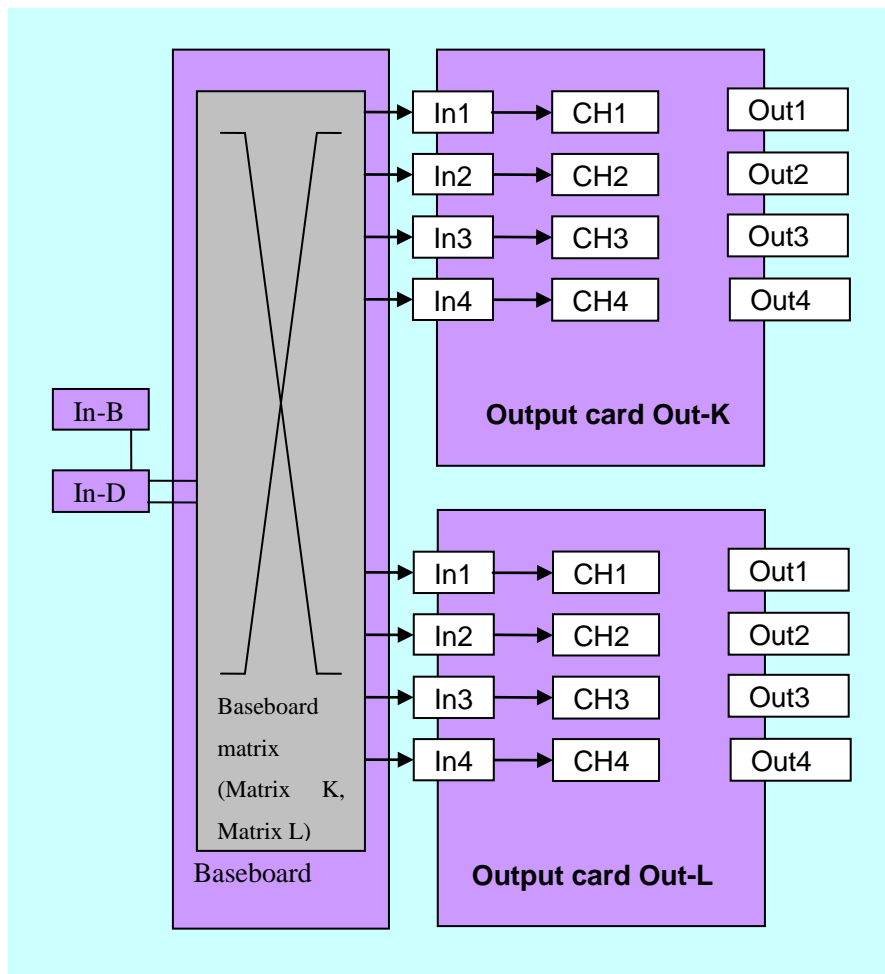 In1 CH1 Out1
In2 CH2 Out2
In3 CH3 Out3
In4 CH4 Out4
Output card Out-K
In-B
In-D
In1 CH1 Out1
In2 CH2 Out2
In3 CH3 Out3
In4 CH4 Out4
Output card Out-L
Baseboard
matrix
(Matrix K,
Matrix L)
Baseboard